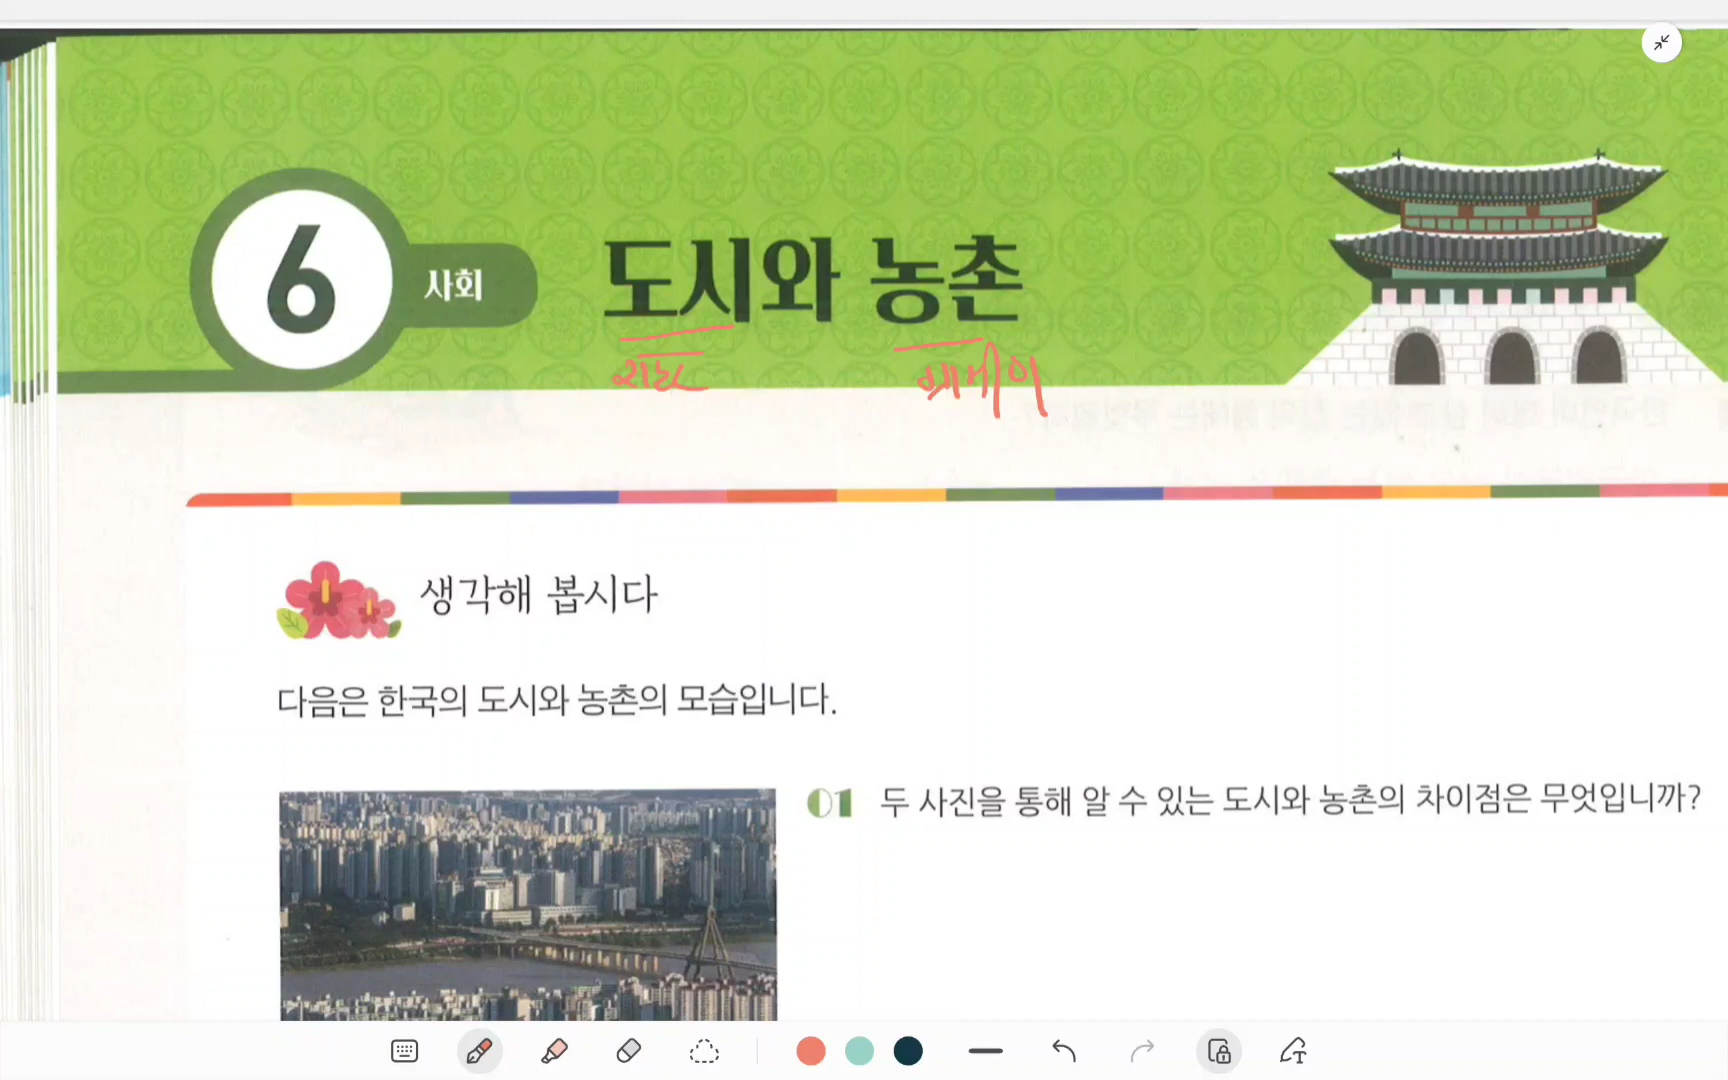 6 사회 도시와 농촌
생각해 봅시다
다음은 한국의 도시와 농촌의 모습입니다.
01 두 사진을 통해 알 수 있는 도시와 농촌의 차이점은 무엇입니까?